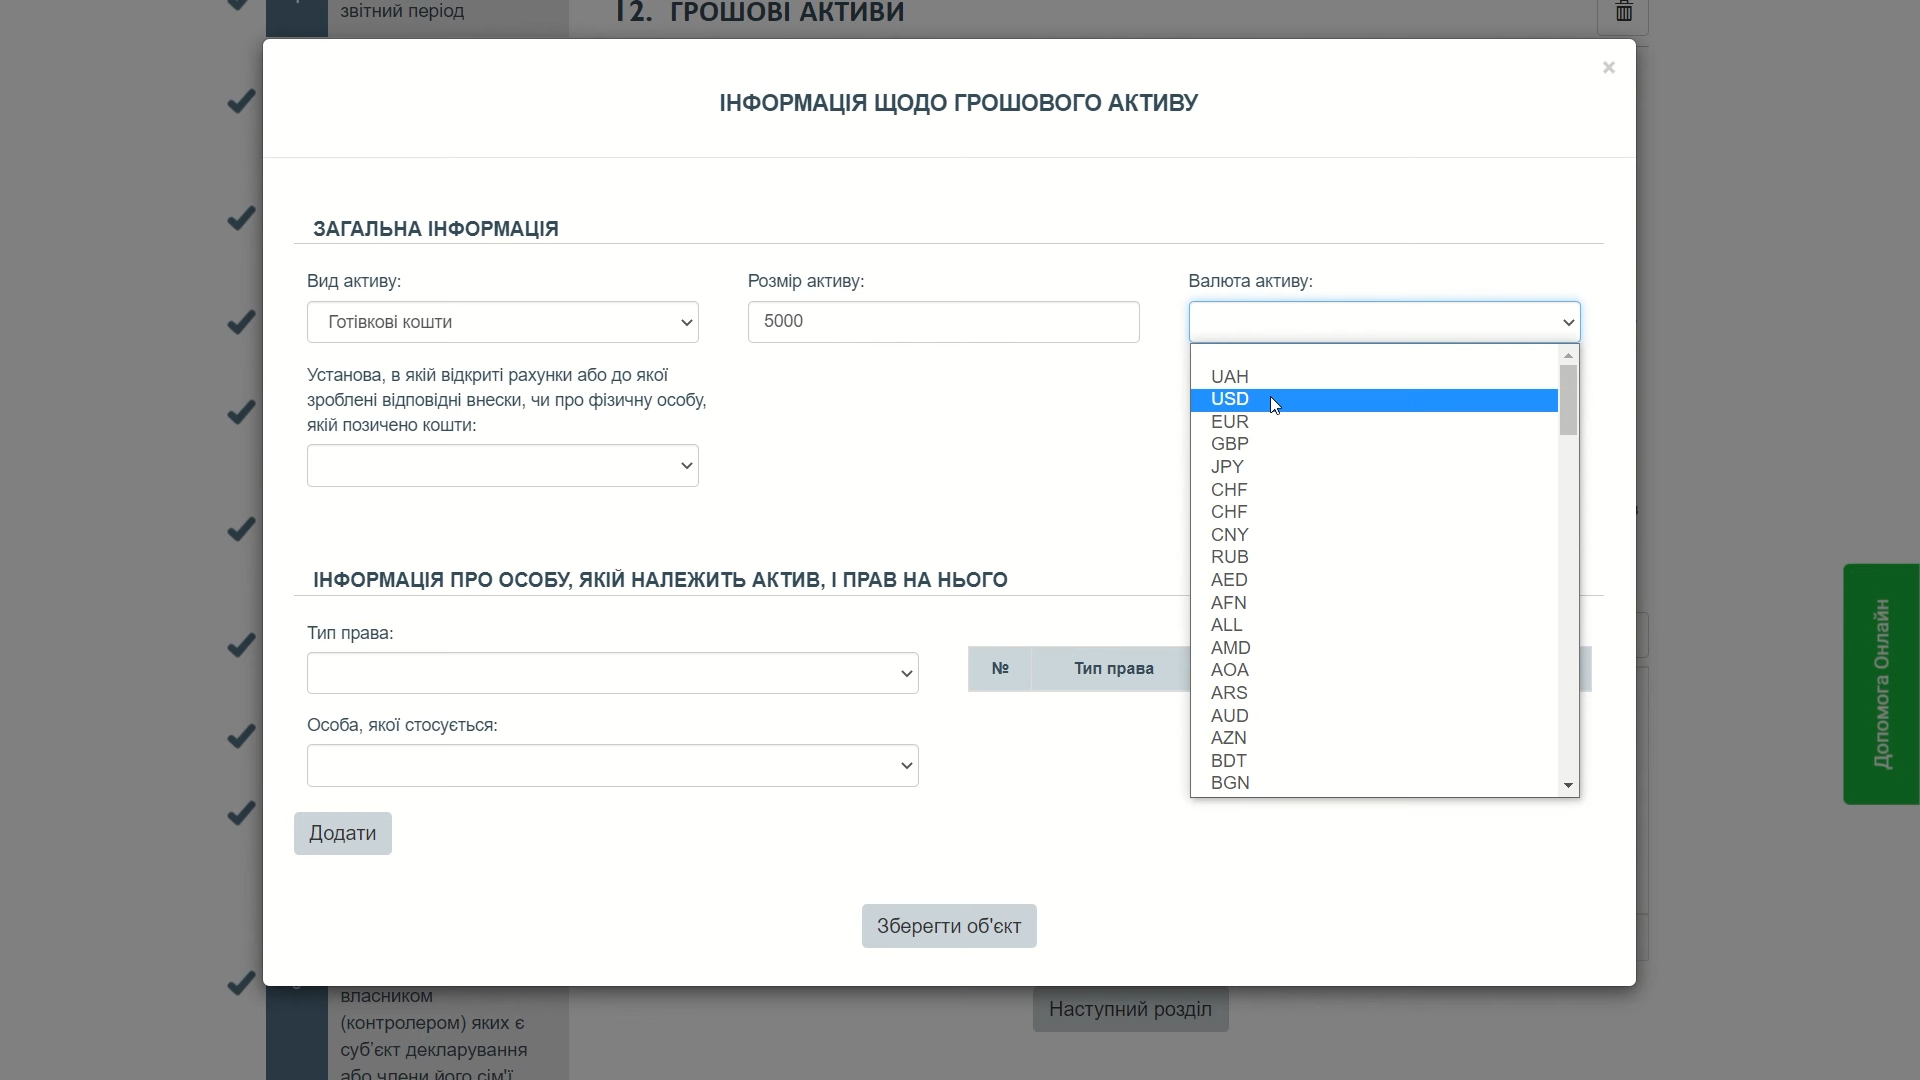 звітний період
12. ГРОШОВІ АКТИВИ
×
ІНФОРМАЦІЯ ЩОДО ГРОШОВОГО АКТИВУ
ЗАГАЛЬНА ІНФОРМАЦІЯ
Вид активу:
Готівкові кошти
Розмір активу:
5000
Валюта активу:
UAH
USD
EUR
GBP
JPY
CHF
CHF
CNY
RUB
AED
AFN
ALL
AMD
AOA
ARS
AUD
AZN
BDT
BGN
Установа, в якій відкриті рахунки або до якої
зроблені відповідні внески, чи про фізичну особу,
якій позичено кошти:
ІНФОРМАЦІЯ ПРО ОСОБУ, ЯКІЙ НАЛЕЖИТЬ АКТИВ, І ПРАВ НА НЬОГО
Тип права:
№ Тип права
Особа, якої стосується:
Додати
Зберегти об'єкт
Допомога Онлайн
власником
(контролером) яких є
суб’єкт декларування
або члени його сім'ї
Наступний розділ